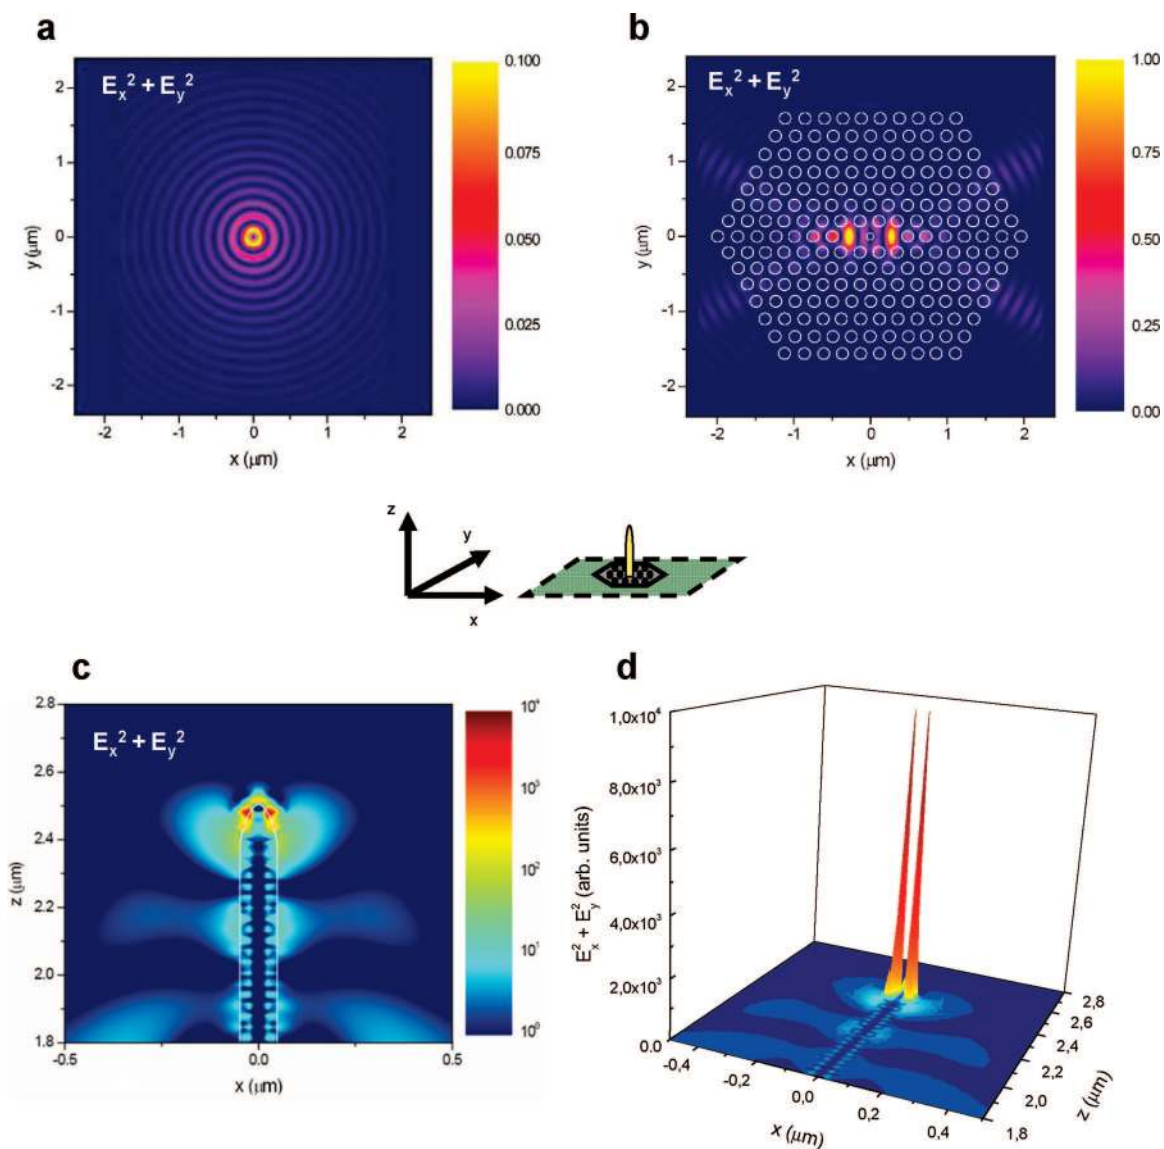 a
E_x^2 + E_y^2
0.100
0.075
0.050
0.025
0.000
2
1
0
-1
-2
y (μm)
-2 -1 0 1 2
x (μm)
b
E_x^2 + E_y^2
1.00
0.75
0.50
0.25
0.00
2
1
0
-1
-2
y (μm)
-2 -1 0 1 2
x (μm)
z
y
x
c
E_x^2 + E_y^2
10^4
10^3
10^2
10^1
10^0
2.8
2.6
2.4
2.2
2.0
1.8
z (μm)
-0.5 0.0 0.5
x (μm)
d
1,0x10^4
8,0x10^3
6,0x10^3
4,0x10^3
2,0x10^3
0.0
E_x^2 + E_y^2 (arb. units)
-0,4 -0,2 0,0 0,2 0,4
x (μm)
2,8
2,6
2,4
2,2
2,0
1,8
z (μm)